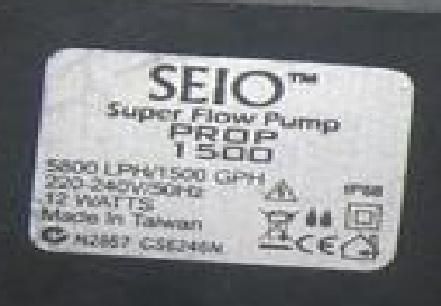 SEIO™
Super Flow Pump
PROP
1500
5800 LPH/1500 GPH
220-240V/50Hz
12 WATTS
Made In Taiwan
IP68
CE
N2857